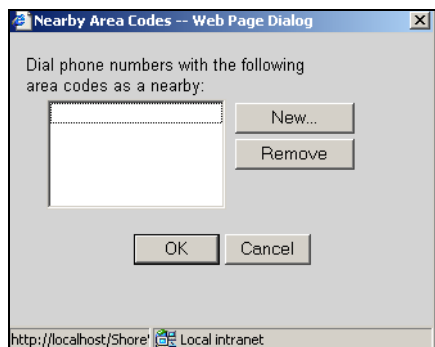 Nearby Area Codes -- Web Page Dialog
Dial phone numbers with the following
area codes as a nearby:
New...
Remove
OK Cancel
http://localhost/Shore' Local intranet